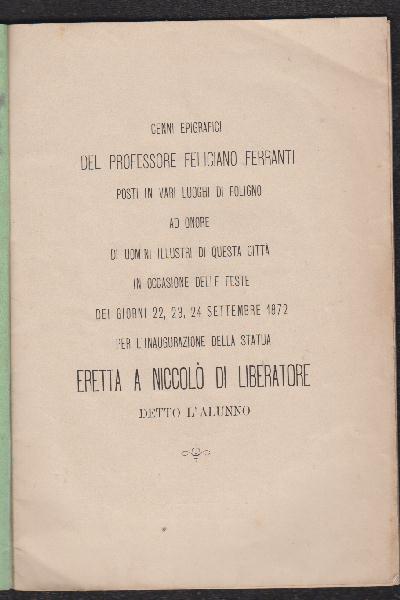 CENNI EPIGRAFICI
DEL PROFESSORE FELICIANO FERRANTI
POSTI IN VARI LUOGHI DI FOLIGNO
AD ONORE
DI UOMINI ILLUSTRI DI QUESTA CITTÀ
IN OCCASIONE DELLE FESTE
DEI GIORNI 22, 23, 24 SETTEMBRE 1872
PER L'INAUGURAZIONE DELLA STATUA
ERETTA A NICCOLÒ DI LIBERATORE
DETTO L'ALUNNO